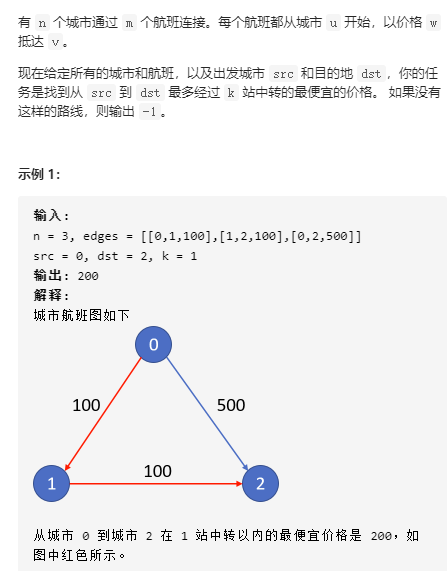 有 n 个城市通过 m 个航班连接。每个航班都从城市 u 开始，以价格 w
抵达 v 。
现在给定所有的城市和航班，以及出发城市 src 和目的地 dst ，你的任
务是找到从 src 到 dst 最多经过 k 站中转的最便宜的价格。 如果没有
这样的路线，则输出 -1 。
示例 1：
输入：
n = 3, edges = [[0,1,100],[1,2,100],[0,2,500]]
src = 0, dst = 2, k = 1
输出: 200
解释:
城市航班图如下
0
100 500
1 100 2
从城市 0 到城市 2 在 1 站中转以内的最便宜价格是 200，如
图中红色所示。